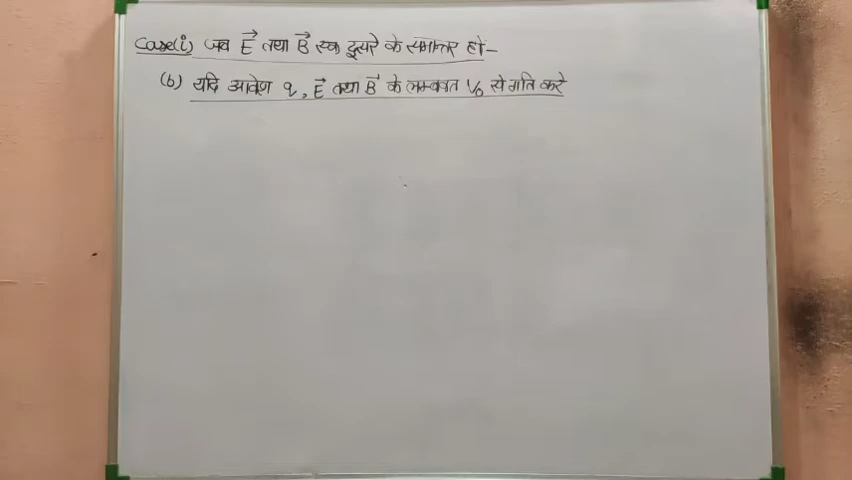 Case(i) जब E⃗ तथा B⃗ एक दूसरे के समान्तर हों-
(b) यदि आवेश q, E⃗ तथा B⃗ के लम्बवत V₀ से गति करे